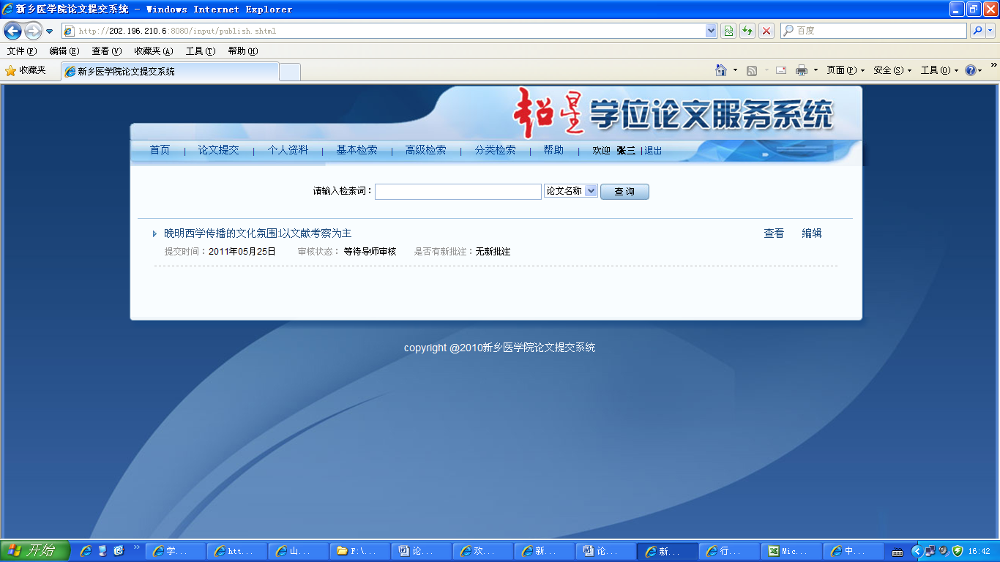 新乡医学院论文提交系统 - Windows Internet Explorer
http://202.196.210.6:8080/input/publish.shtml
百度
文件(F) 编辑(E) 查看(V) 收藏夹(A) 工具(T) 帮助(H)
收藏夹 新乡医学院论文提交系统 页面(P) 安全(S) 工具(O)
超星 学位论文服务系统
首页 | 论文提交 | 个人资料 | 基本检索 | 高级检索 | 分类检索 | 帮助 | 欢迎 张三 |退出
请输入检索词： 论文名称 查 询
晚明西学传播的文化氛围:以文献考察为主 查看 编辑
提交时间：2011年05月25日 审核状态： 等待导师审核 是否有新批注：无新批注
copyright @2010新乡医学院论文提交系统
开始 学... htt... 山... F:\... 论... 欢... 新... 论... 新... 行... Mic... 中... 16:42